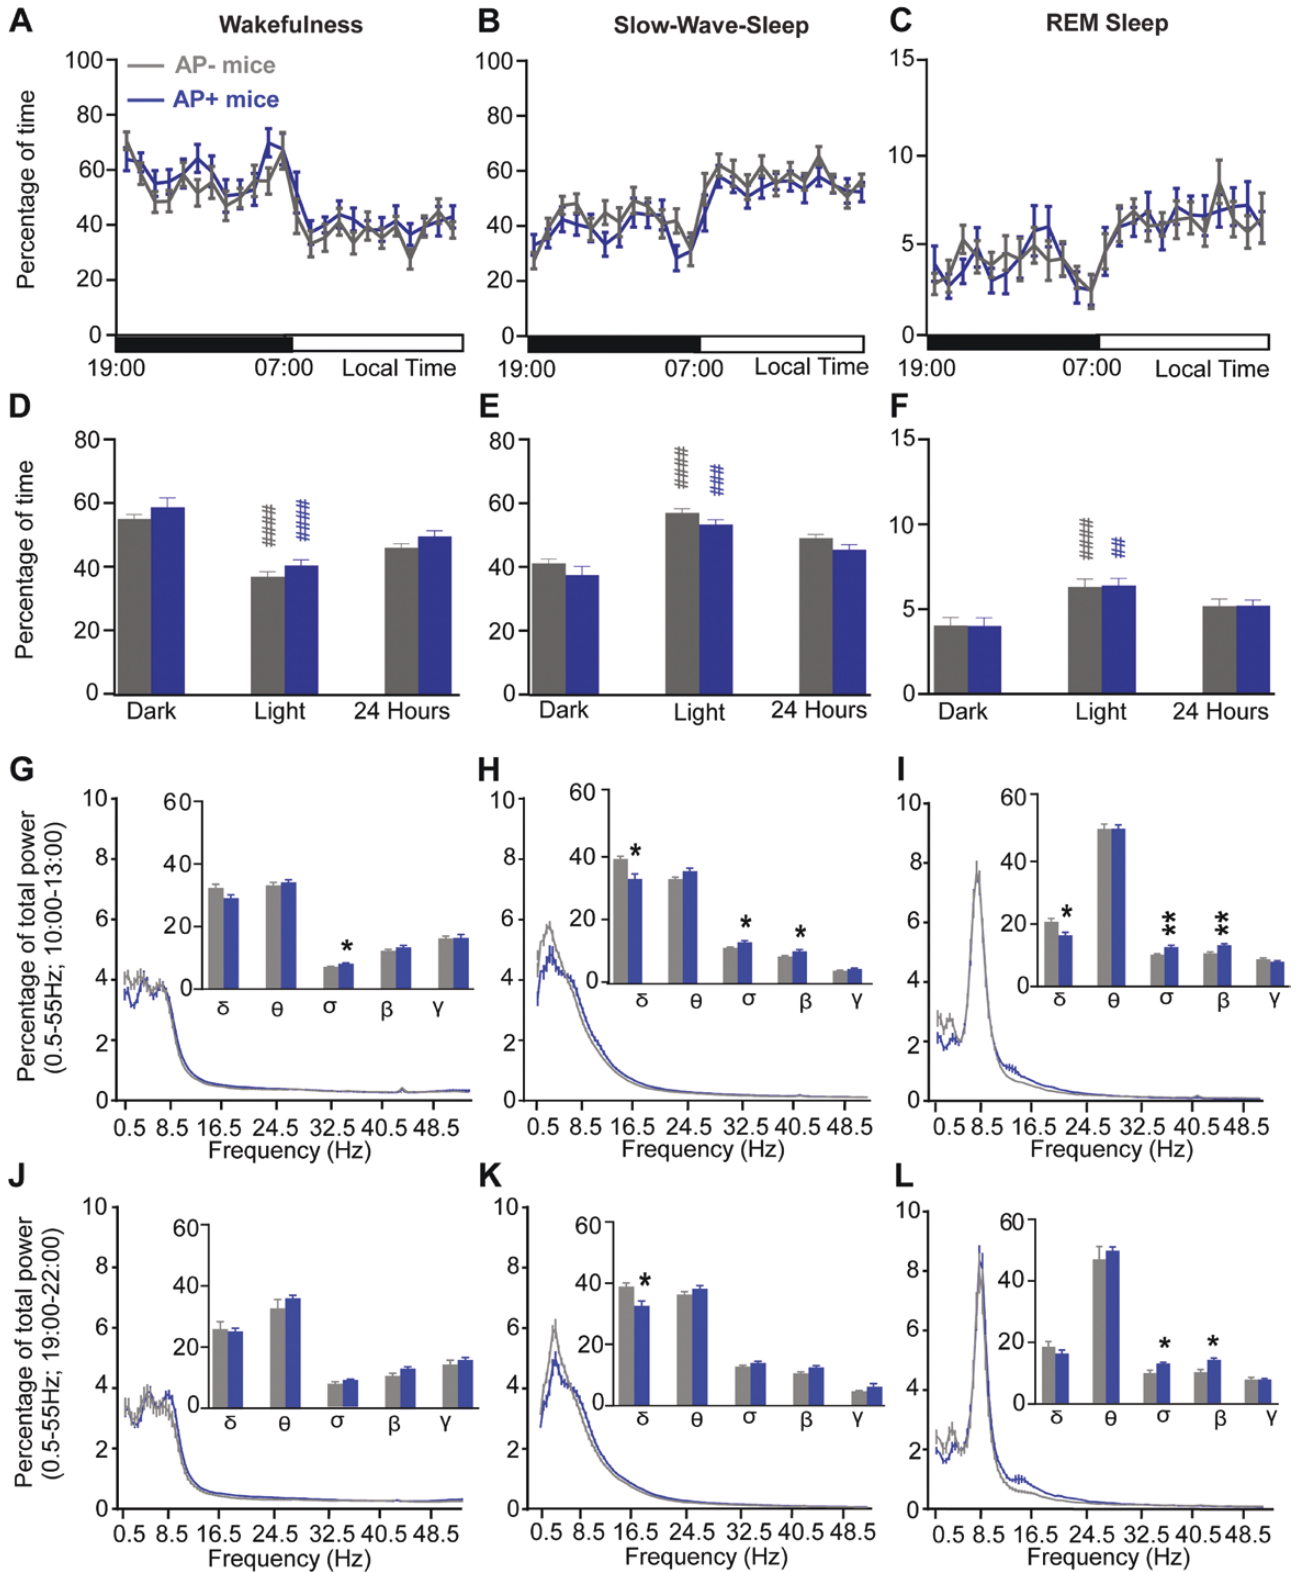 A Wakefulness B Slow-Wave-Sleep C REM Sleep
AP- mice
AP+ mice
Percentage of time
100
80
60
40
20
0
19:00 07:00 Local Time
100
80
60
40
20
0
19:00 07:00 Local Time
15
10
5
0
19:00 07:00 Local Time
D E F
Percentage of time
80
60
40
20
0
####
####
Dark Light 24 Hours
80
60
40
20
0
####
###
Dark Light 24 Hours
15
10
5
0
####
##
Dark Light 24 Hours
G H I
Percentage of total power
(0.5-55Hz; 10:00-13:00)
10
8
6
4
2
0
60
40
20
0
*
δ θ σ β γ
0.5 8.5 16.5 24.5 32.5 40.5 48.5
Frequency (Hz)
10
8
6
4
2
0
60
40
20
0
* * *
δ θ σ β γ
0.5 8.5 16.5 24.5 32.5 40.5 48.5
Frequency (Hz)
10
8
6
4
2
0
60
40
20
0
* ** **
δ θ σ β γ
0.5 8.5 16.5 24.5 32.5 40.5 48.5
Frequency (Hz)
J K L
Percentage of total power
(0.5-55Hz; 19:00-22:00)
10
8
6
4
2
0
60
40
20
0
δ θ σ β γ
0.5 8.5 16.5 24.5 32.5 40.5 48.5
Frequency (Hz)
10
8
6
4
2
0
60
40
20
0
*
δ θ σ β γ
0.5 8.5 16.5 24.5 32.5 40.5 48.5
Frequency (Hz)
10
8
6
4
2
0
60
40
20
0
* *
δ θ σ β γ
0.5 8.5 16.5 24.5 32.5 40.5 48.5
Frequency (Hz)